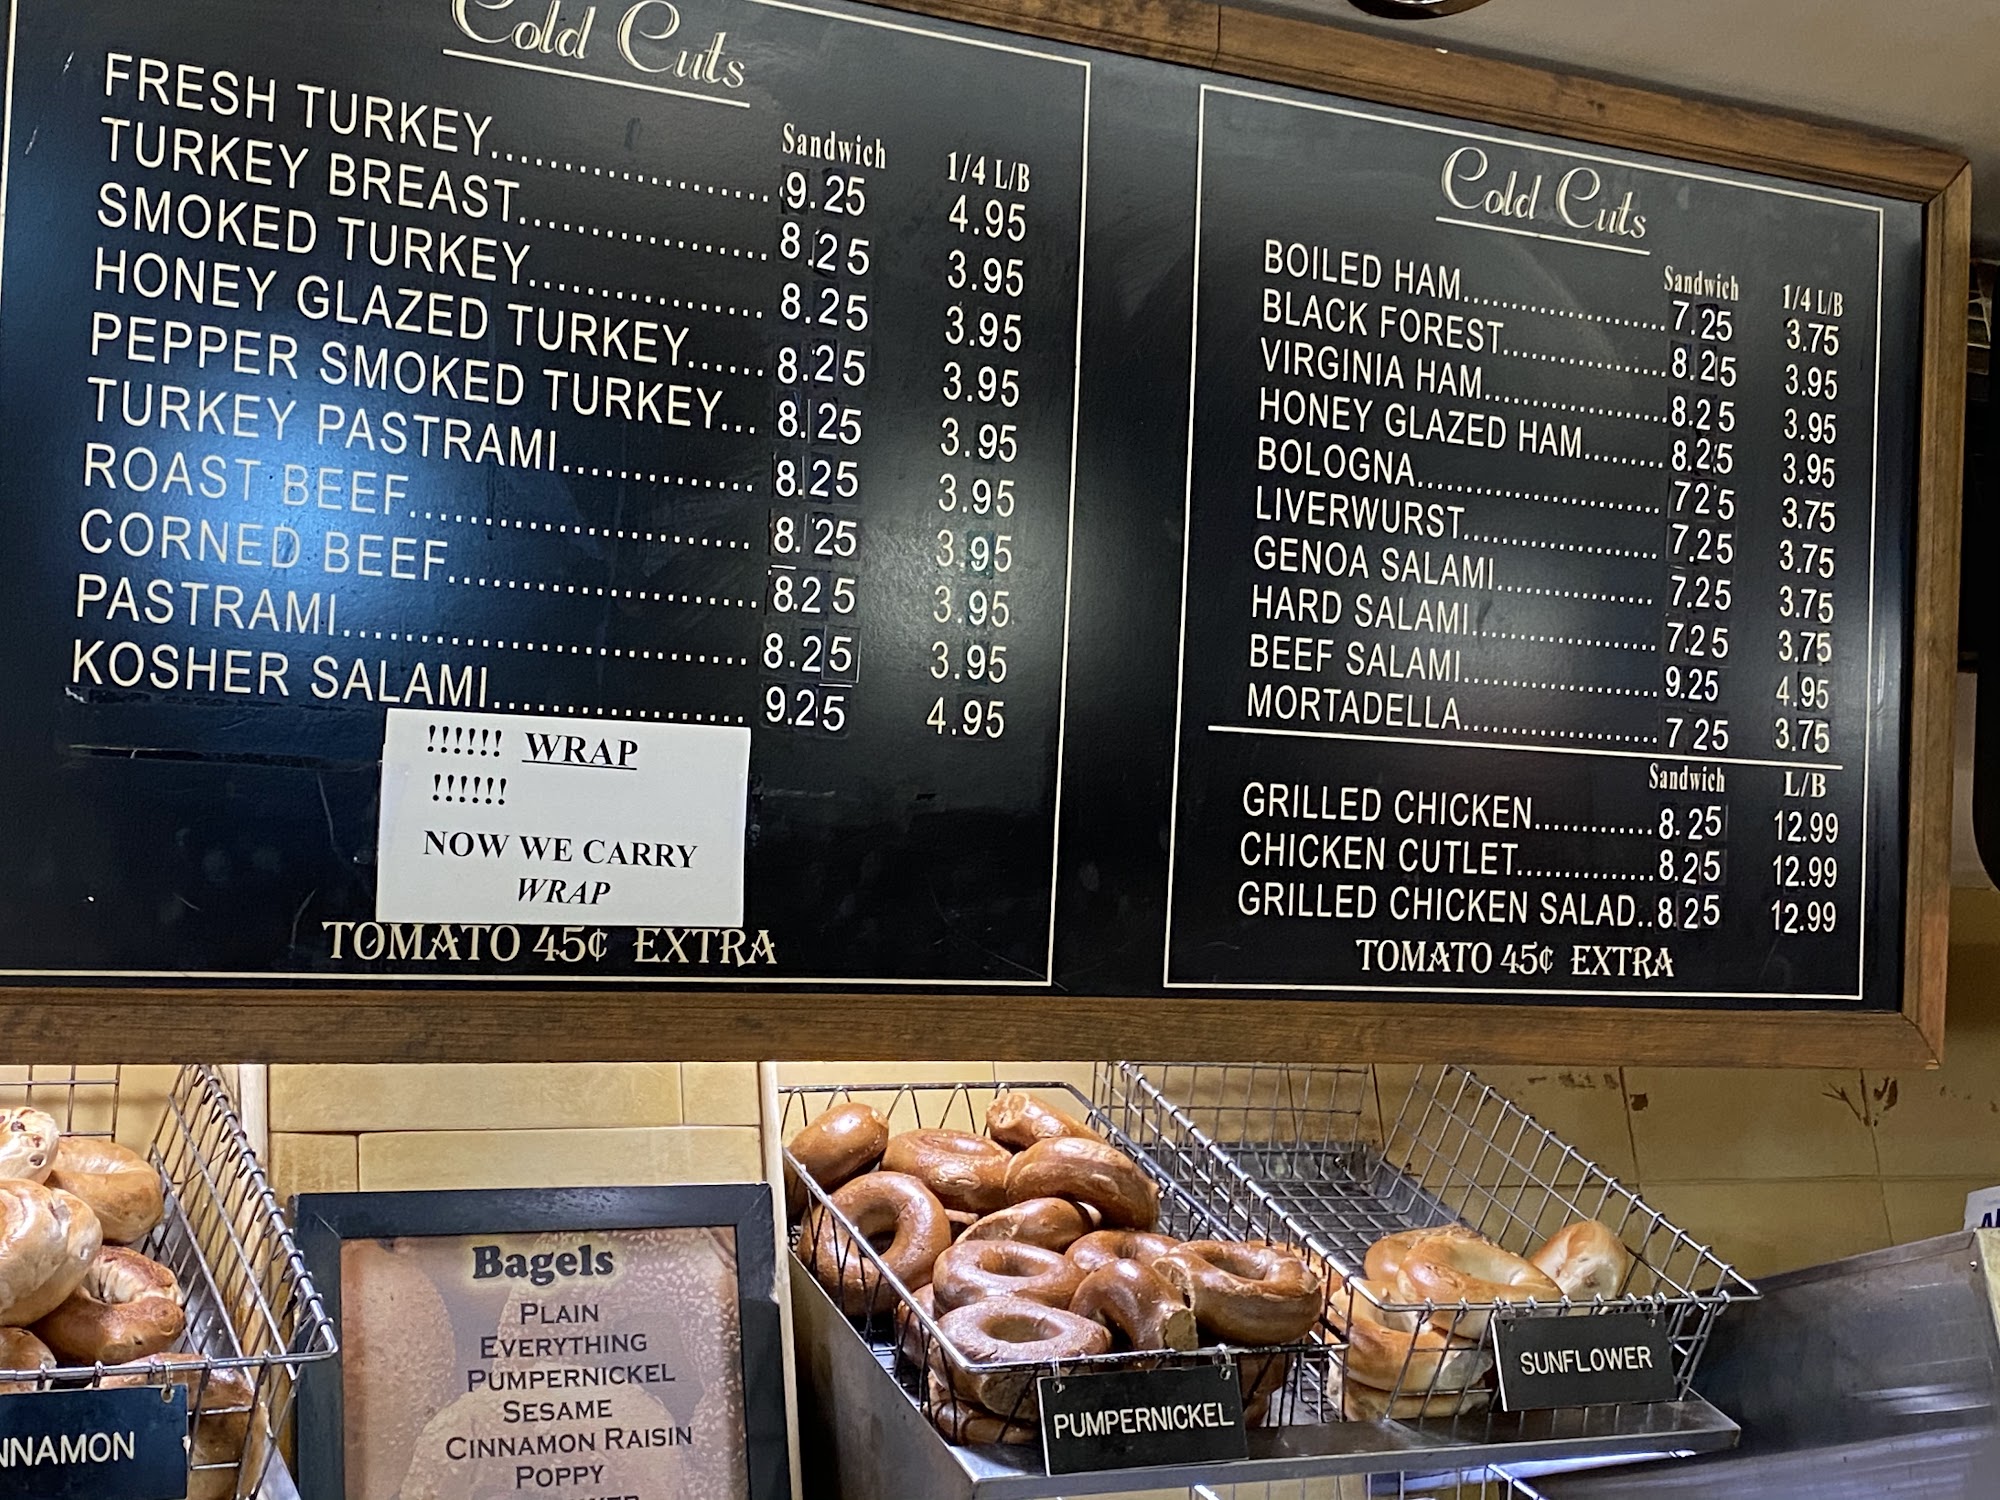 Cold Cuts
Sandwich 1/4 L/B
FRESH TURKEY 9.25 4.95
TURKEY BREAST 8.25 3.95
SMOKED TURKEY 8.25 3.95
HONEY GLAZED TURKEY 8.25 3.95
PEPPER SMOKED TURKEY 8.25 3.95
TURKEY PASTRAMI 8.25 3.95
ROAST BEEF 8.25 3.95
CORNED BEEF 8.25 3.95
PASTRAMI 8.25 3.95
KOSHER SALAMI 9.25 4.95
!!!!!! WRAP
!!!!!!
NOW WE CARRY
WRAP
TOMATO 45¢ EXTRA
Cold Cuts
Sandwich 1/4 L/B
BOILED HAM 7.25 3.75
BLACK FOREST 8.25 3.95
VIRGINIA HAM 8.25 3.95
HONEY GLAZED HAM 8.25 3.95
BOLOGNA 725 3.75
LIVERWURST 7.25 3.75
GENOA SALAMI 7.25 3.75
HARD SALAMI 7.25 3.75
BEEF SALAMI 9.25 4.95
MORTADELLA 7 25 3.75
Sandwich L/B
GRILLED CHICKEN 8.25 12.99
CHICKEN CUTLET 8.25 12.99
GRILLED CHICKEN SALAD 8.25 12.99
TOMATO 45¢ EXTRA
NNAMON
Bagels
PLAIN
EVERYTHING
PUMPERNICKEL
SESAME
CINNAMON RAISIN
POPPY
PUMPERNICKEL
SUNFLOWER